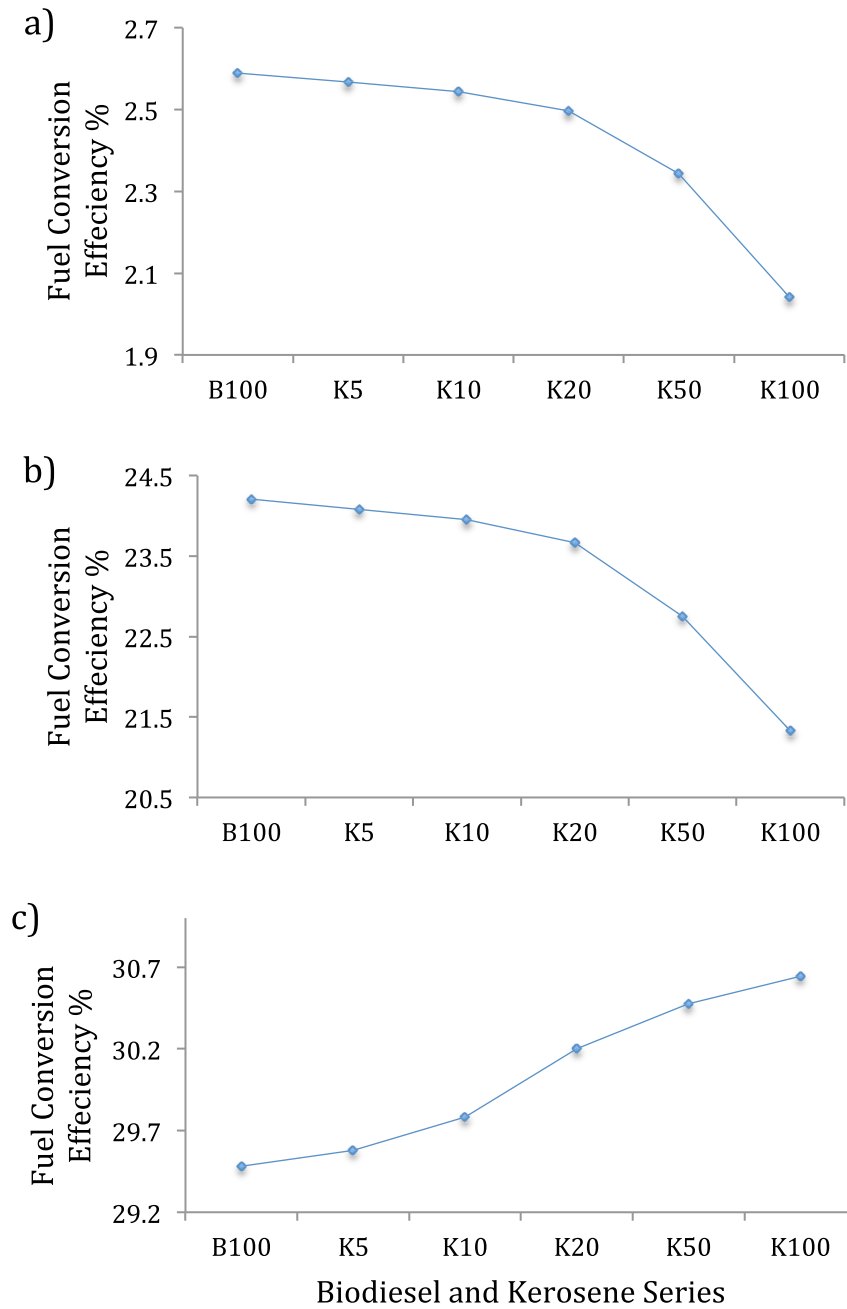 a)
Fuel Conversion
Effeciency %
2.7
2.5
2.3
2.1
1.9
B100 K5 K10 K20 K50 K100
b)
Fuel Conversion
Effeciency %
24.5
23.5
22.5
21.5
20.5
B100 K5 K10 K20 K50 K100
c)
Fuel Conversion
Effeciency %
30.7
30.2
29.7
29.2
B100 K5 K10 K20 K50 K100
Biodiesel and Kerosene Series